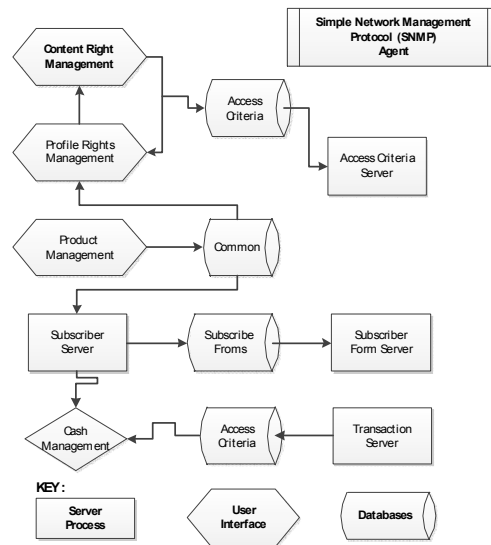 Content Right
Management
Simple Network Management
Protocol (SNMP)
Agent
Access
Criteria
Profile Rights
Management
Access Criteria
Server
Product
Management
Common
Subscriber
Server
Subscribe
Froms
Subscriber
Form Server
Cash
Management
Access
Criteria
Transaction
Server
KEY :
Server
Process
User
Interface
Databases